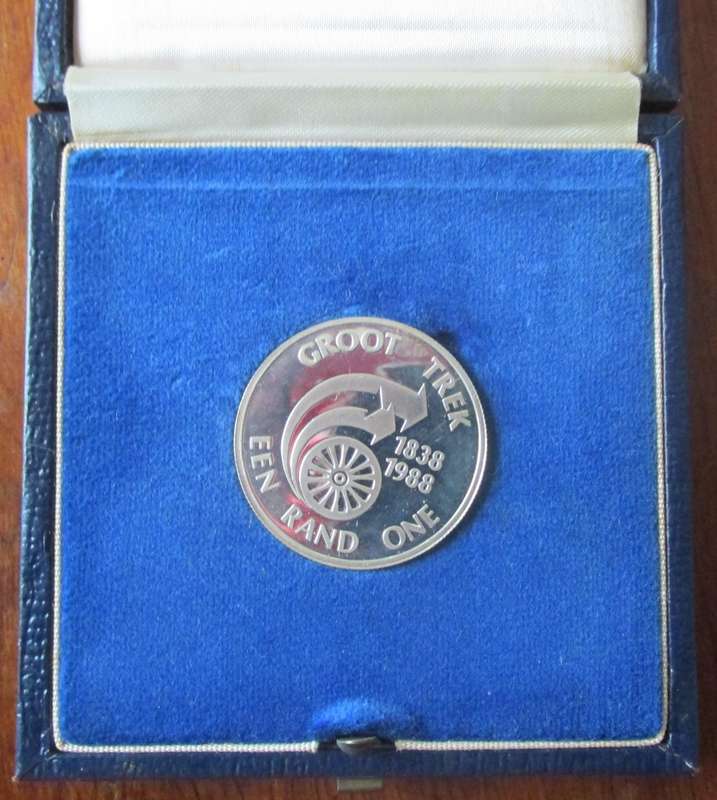 GROOT TREK
1838
1988
EEN RAND ONE